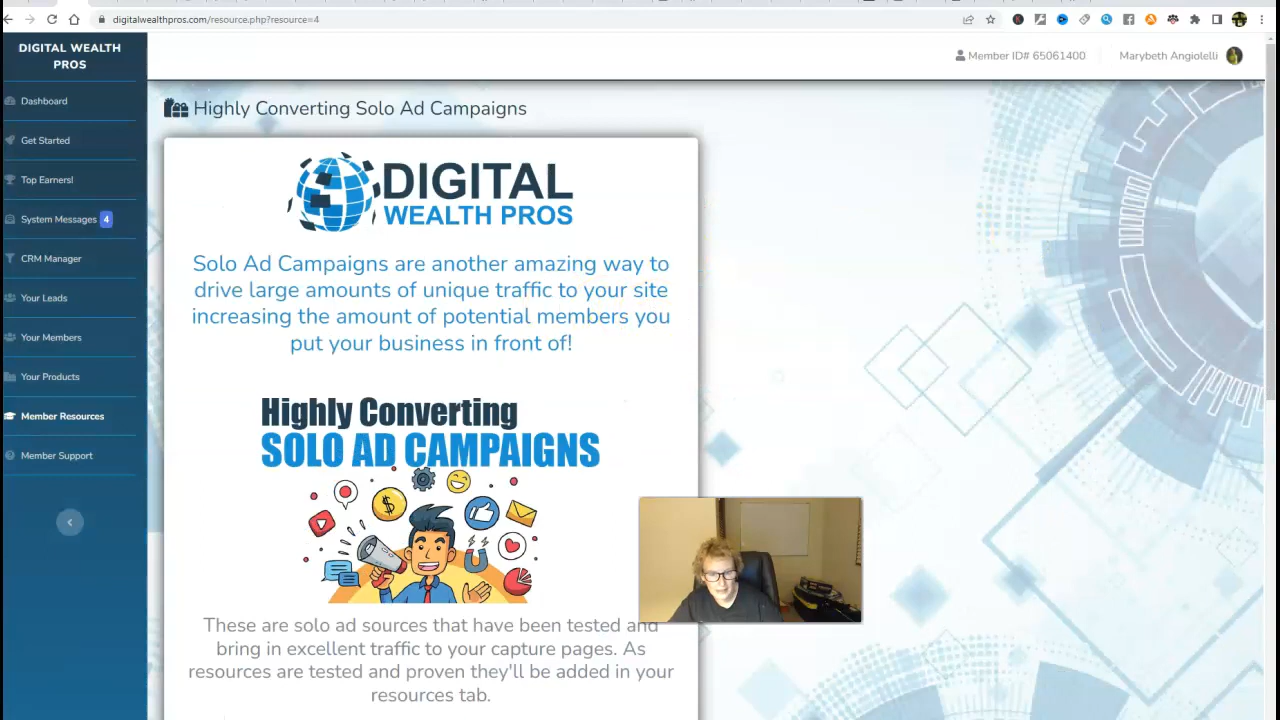 digitalwealthpros.com/resource.php?resource=4
DIGITAL WEALTH
PROS
Member ID# 65061400
Marybeth Angiolelli
Dashboard
Get Started
Top Earners!
System Messages 4
CRM Manager
Your Leads
Your Members
Your Products
Member Resources
Member Support
Highly Converting Solo Ad Campaigns
DIGITAL
WEALTH PROS
Solo Ad Campaigns are another amazing way to
drive large amounts of unique traffic to your site
increasing the amount of potential members you
put your business in front of!
Highly Converting
SOLO AD CAMPAIGNS
These are solo ad sources that have been tested and
bring in excellent traffic to your capture pages. As
resources are tested and proven they'll be added in your
resources tab.